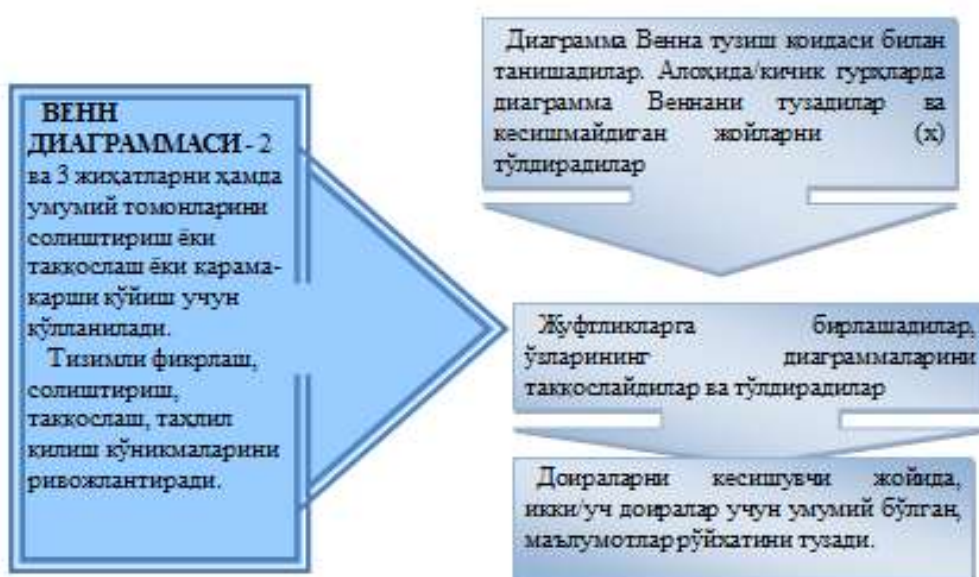 ВЕНН
ДИАГРАММАСИ - 2
ва 3 жиҳатларни ҳамда
умумий томонларини
солиштириш ёки
таққослаш ёки қарама-
қарши қўйиш учун
қўлланилади.
Тизимли фикрлаш,
солиштириш,
таққослаш, таҳлил
қилиш кўникмаларини
ривожлантиради.
Диаграмма Венна тузиш қоидаси билан
танишадилар. Алоҳида/кичик гурҳларда
диаграмма Веннани тузадилар ва
кесишмайдиган жойларни (х)
тўлдирадилар
Жуфтликларга бирлашадилар,
ўзларининг диаграммаларини
таққослайдилар ва тўлдирадилар
Доираларни кесишувчи жойида,
икки/уч доиралар учун умумий бўлган,
маълумотлар рўйхатини тузади.